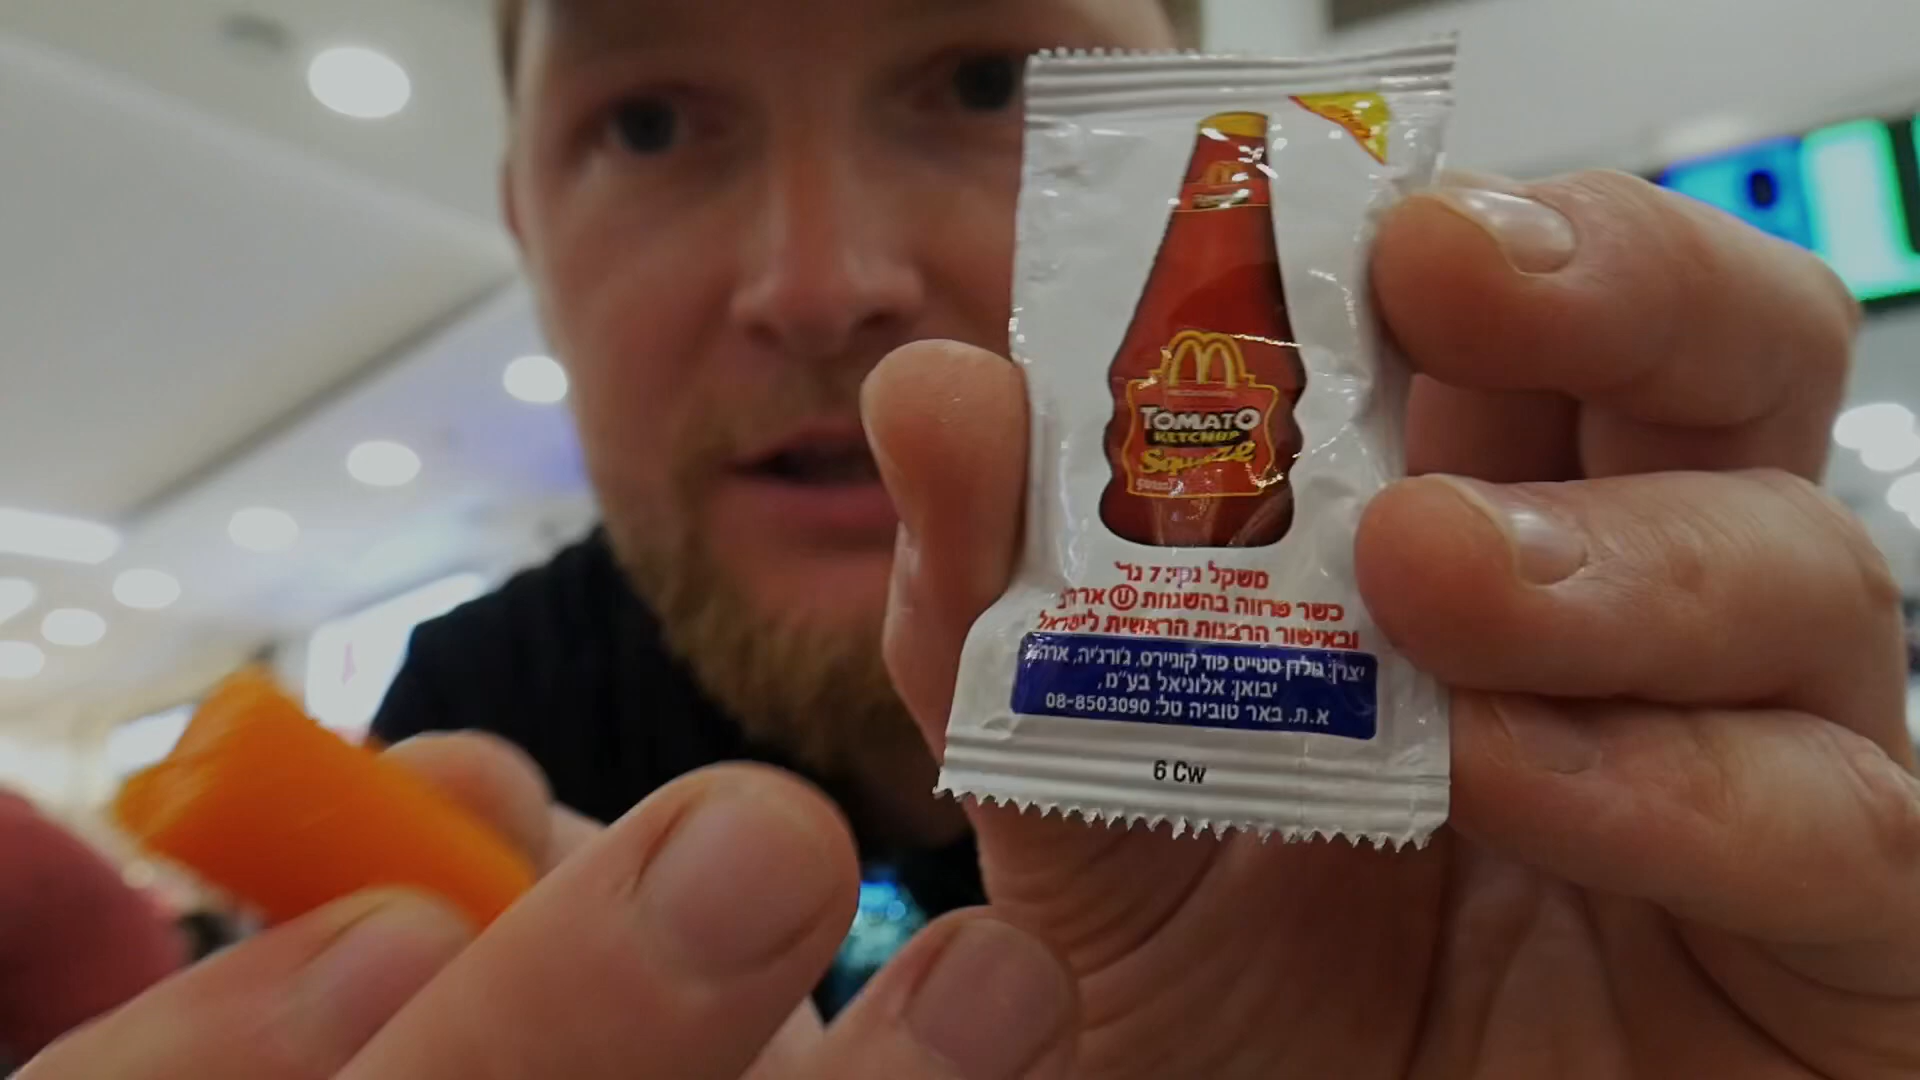 TOMATO
KETCHUP
Squeeze
משקל נקי: 7 גר'
כשר פרווה בהשגחת Ⓤ ארה"ב
ובאישור הרבנות הראשית לישראל
יצרן: גולדן סטייט פוד קונירס, ג'ורג'יה, ארה"ב
יבואן: אלוניאל בע"מ,
א.ת. באר טוביה טל: 08-8503090
6 Cw